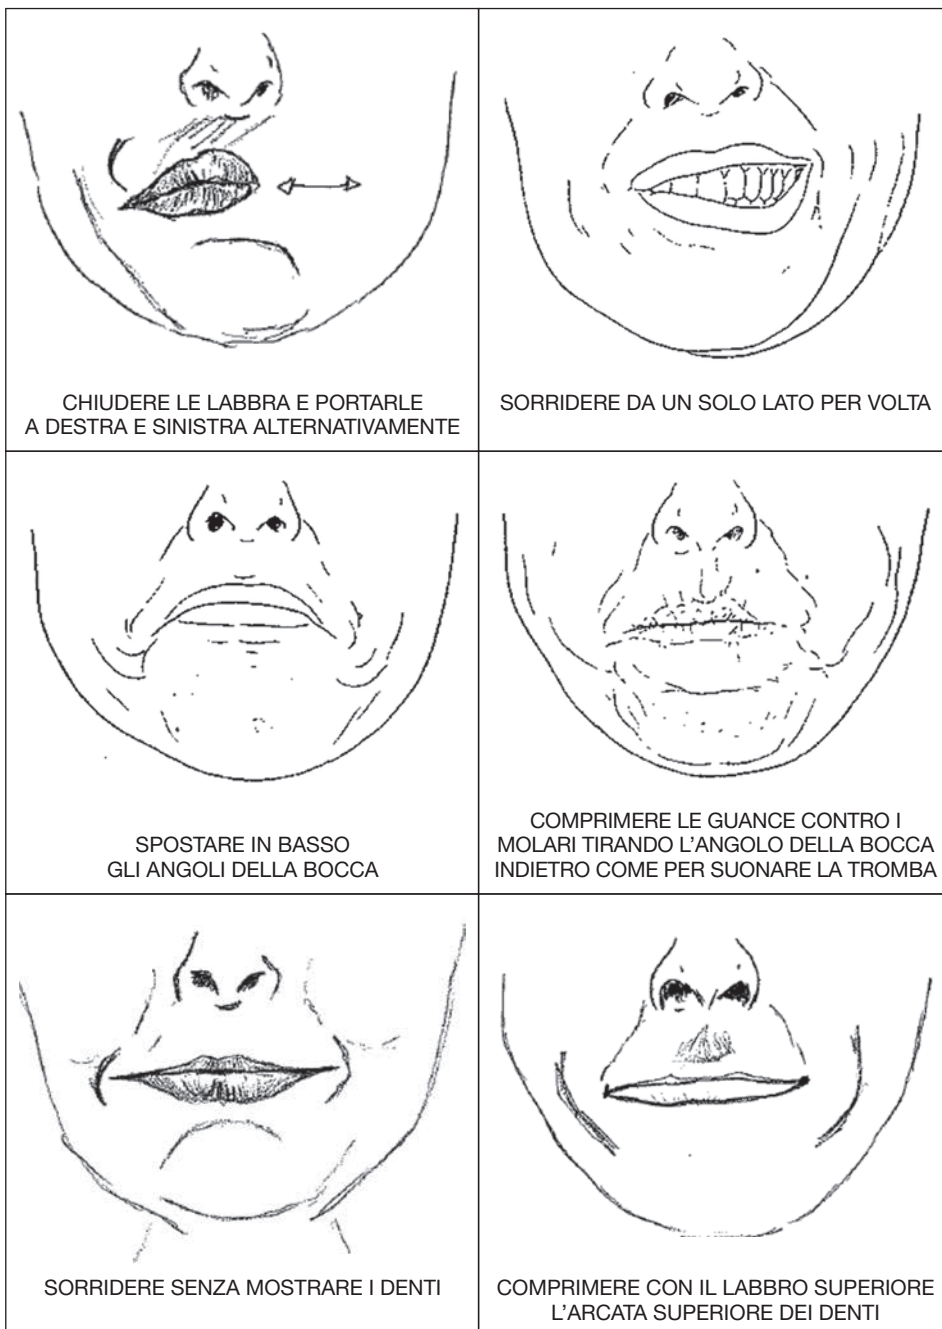 CHIUDERE LE LABBRA E PORTARLE
A DESTRA E SINISTRA ALTERNATIVAMENTE
SORRIDERE DA UN SOLO LATO PER VOLTA
SPOSTARE IN BASSO
GLI ANGOLI DELLA BOCCA
COMPRIMERE LE GUANCE CONTRO I
MOLARI TIRANDO L'ANGOLO DELLA BOCCA
INDIETRO COME PER SUONARE LA TROMBA
SORRIDERE SENZA MOSTRARE I DENTI
COMPRIMERE CON IL LABBRO SUPERIORE
L'ARCATA SUPERIORE DEI DENTI